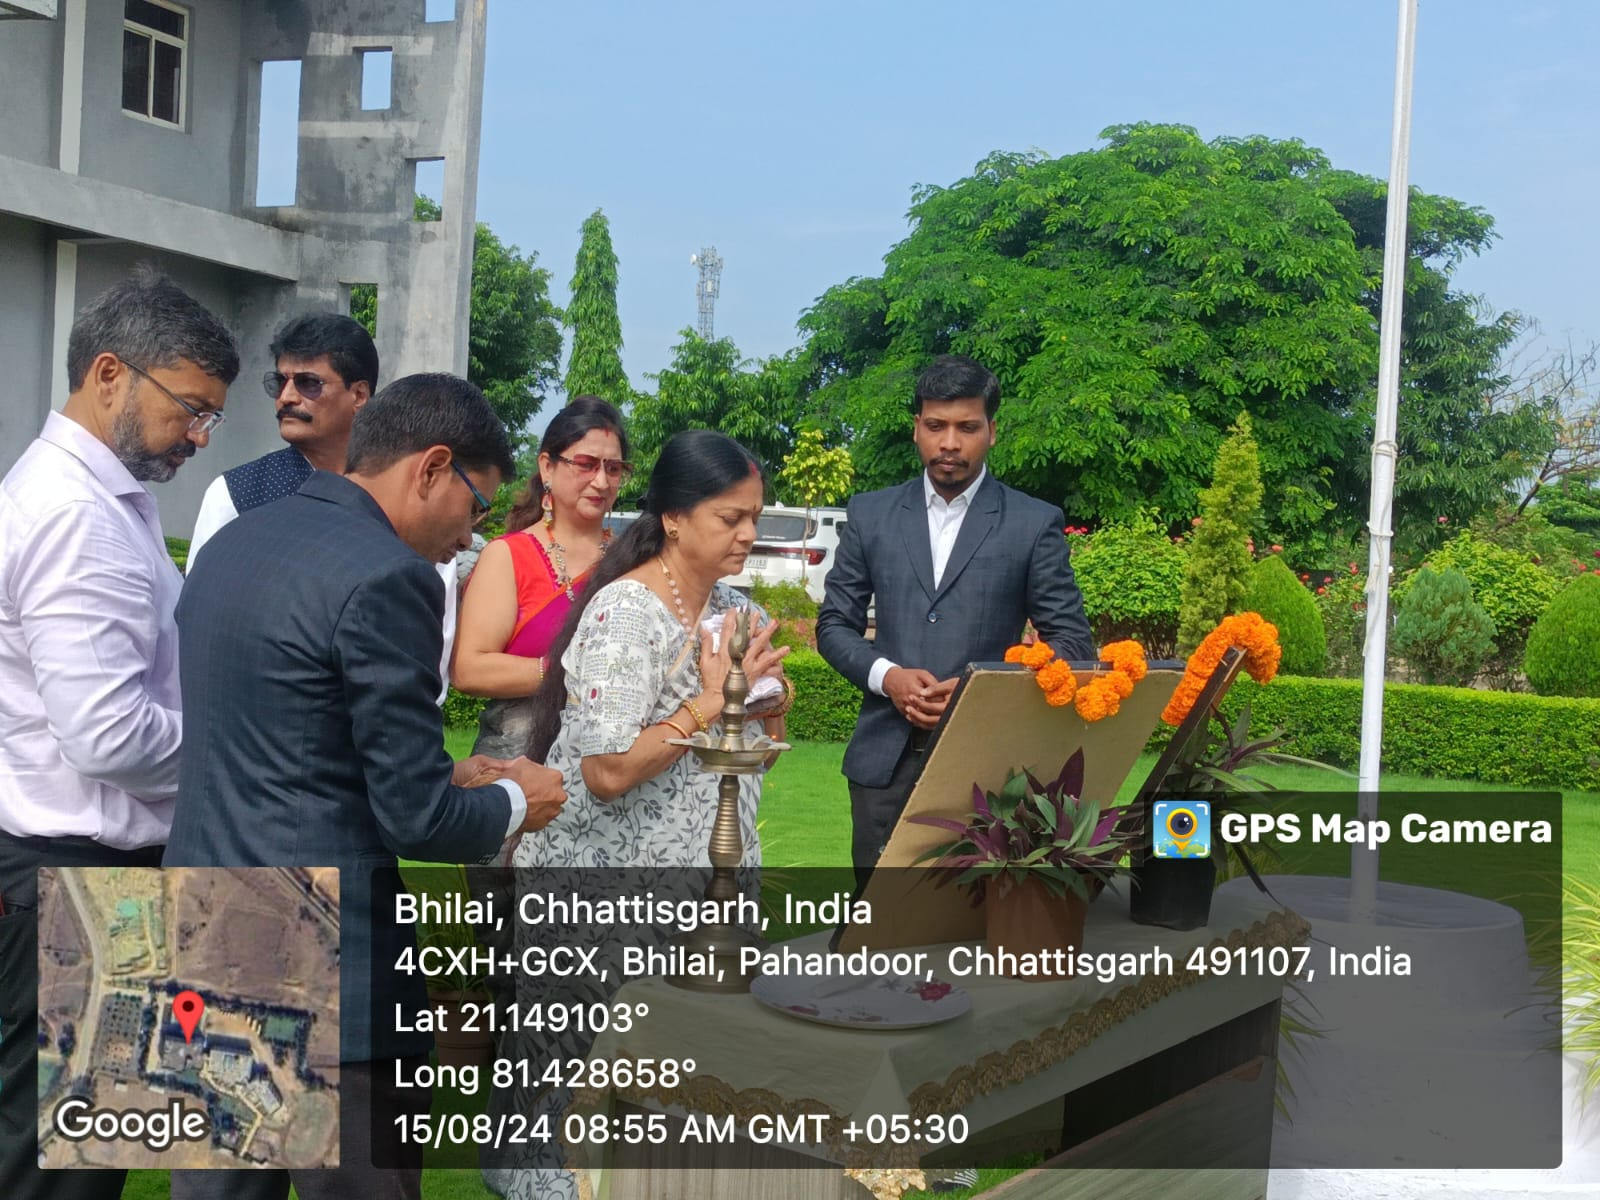 GPS Map Camera
Bhilai, Chhattisgarh, India
4CXH+GCX, Bhilai, Pahandoor, Chhattisgarh 491107, India
Lat 21.149103°
Long 81.428658°
15/08/24 08:55 AM GMT +05:30
Google